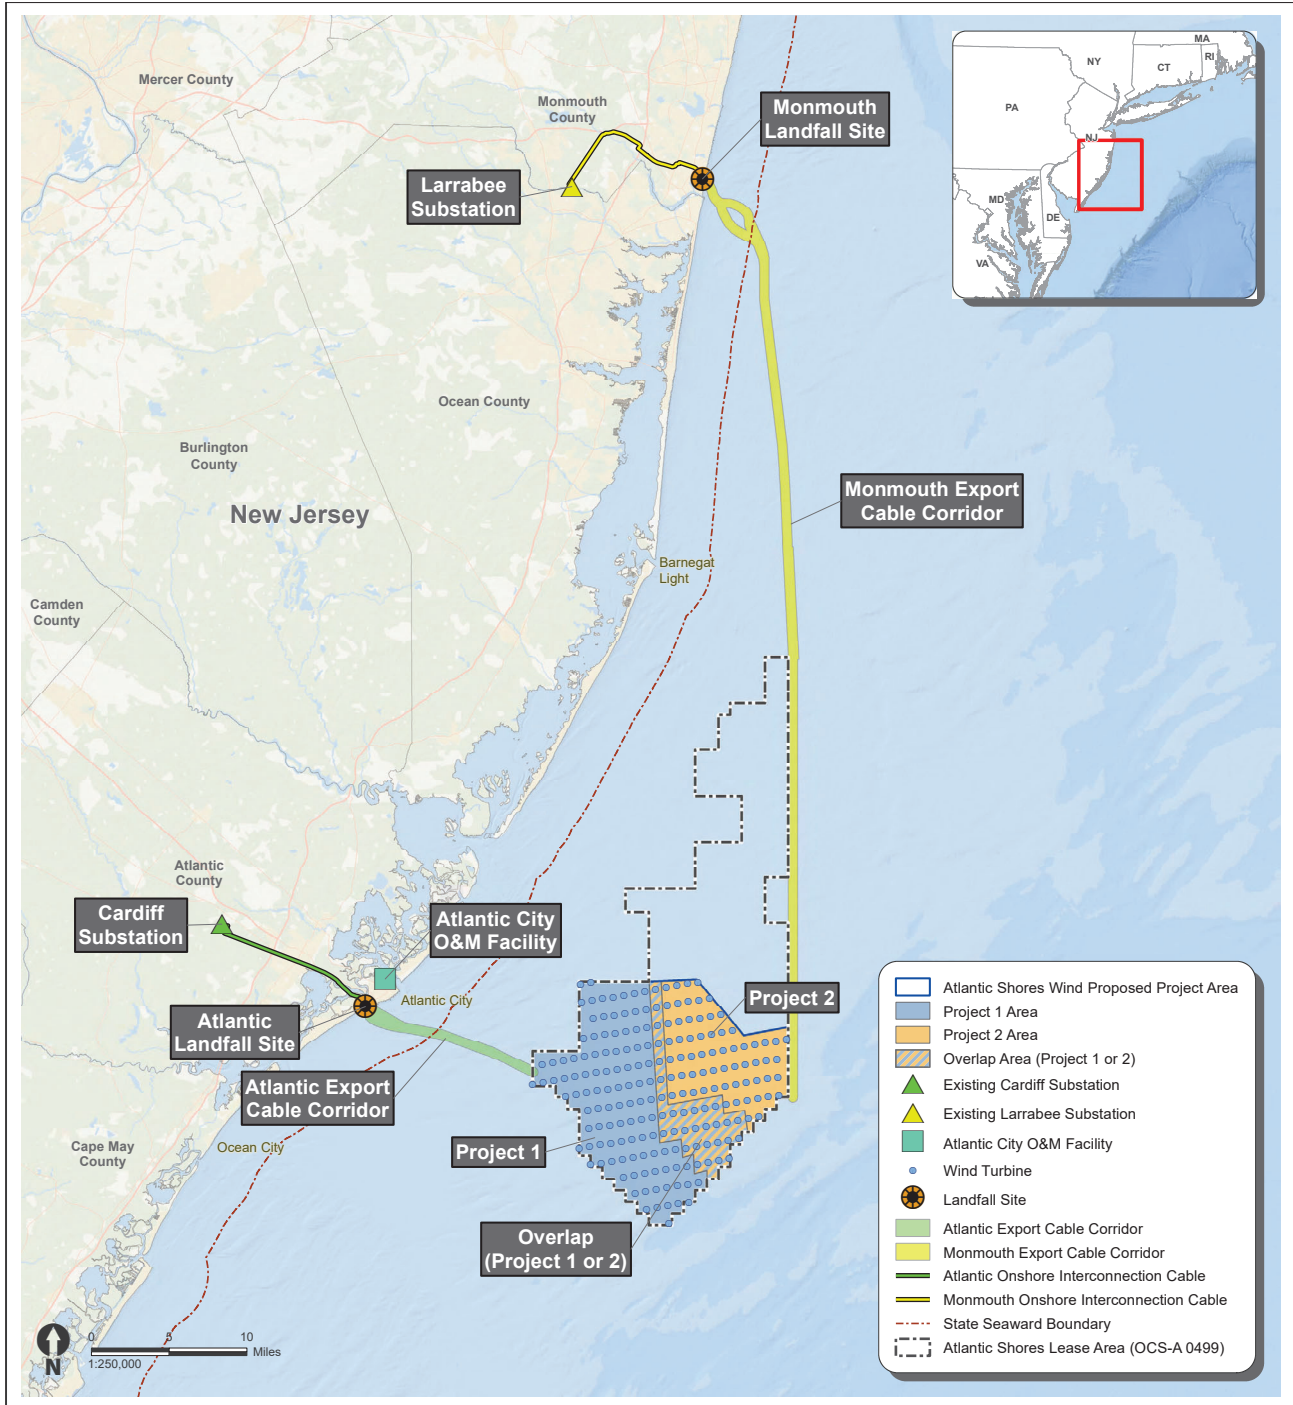 Mercer County
Monmouth
County
Monmouth
Landfall Site
Larrabee
Substation
MA
NY
CT
RI
PA
NJ
MD
DE
VA
Ocean County
Burlington
County
New Jersey
Monmouth Export
Cable Corridor
Barnegat
Light
Camden
County
Atlantic
County
Cardiff
Substation
Atlantic City
O&M Facility
Atlantic City
Atlantic
Landfall Site
Project 2
Atlantic Export
Cable Corridor
Project 1
Cape May
County
Ocean City
Overlap
(Project 1 or 2)
Atlantic Shores Wind Proposed Project Area
Project 1 Area
Project 2 Area
Overlap Area (Project 1 or 2)
Existing Cardiff Substation
Existing Larrabee Substation
Atlantic City O&M Facility
Wind Turbine
Landfall Site
Atlantic Export Cable Corridor
Monmouth Export Cable Corridor
Atlantic Onshore Interconnection Cable
Monmouth Onshore Interconnection Cable
State Seaward Boundary
Atlantic Shores Lease Area (OCS-A 0499)
N
0 5 10
Miles
1:250,000